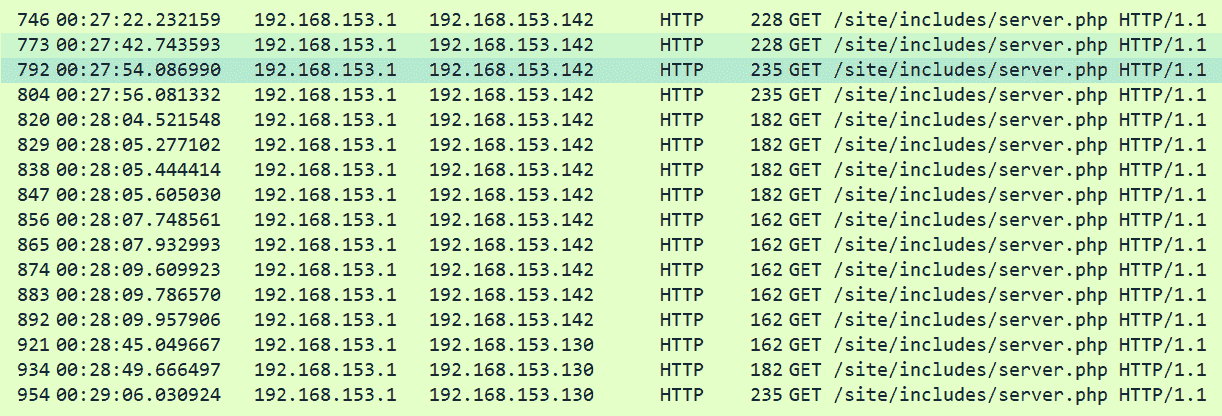 746 00:27:22.232159 192.168.153.1 192.168.153.142 HTTP 228 GET /site/includes/server.php HTTP/1.1
773 00:27:42.743593 192.168.153.1 192.168.153.142 HTTP 228 GET /site/includes/server.php HTTP/1.1
792 00:27:54.086990 192.168.153.1 192.168.153.142 HTTP 235 GET /site/includes/server.php HTTP/1.1
804 00:27:56.081332 192.168.153.1 192.168.153.142 HTTP 235 GET /site/includes/server.php HTTP/1.1
820 00:28:04.521548 192.168.153.1 192.168.153.142 HTTP 182 GET /site/includes/server.php HTTP/1.1
829 00:28:05.277102 192.168.153.1 192.168.153.142 HTTP 182 GET /site/includes/server.php HTTP/1.1
838 00:28:05.444414 192.168.153.1 192.168.153.142 HTTP 182 GET /site/includes/server.php HTTP/1.1
847 00:28:05.605030 192.168.153.1 192.168.153.142 HTTP 182 GET /site/includes/server.php HTTP/1.1
856 00:28:07.748561 192.168.153.1 192.168.153.142 HTTP 162 GET /site/includes/server.php HTTP/1.1
865 00:28:07.932993 192.168.153.1 192.168.153.142 HTTP 162 GET /site/includes/server.php HTTP/1.1
874 00:28:09.609923 192.168.153.1 192.168.153.142 HTTP 162 GET /site/includes/server.php HTTP/1.1
883 00:28:09.786570 192.168.153.1 192.168.153.142 HTTP 162 GET /site/includes/server.php HTTP/1.1
892 00:28:09.957906 192.168.153.1 192.168.153.142 HTTP 162 GET /site/includes/server.php HTTP/1.1
921 00:28:45.049667 192.168.153.1 192.168.153.130 HTTP 162 GET /site/includes/server.php HTTP/1.1
934 00:28:49.666497 192.168.153.1 192.168.153.130 HTTP 182 GET /site/includes/server.php HTTP/1.1
954 00:29:06.030924 192.168.153.1 192.168.153.130 HTTP 235 GET /site/includes/server.php HTTP/1.1